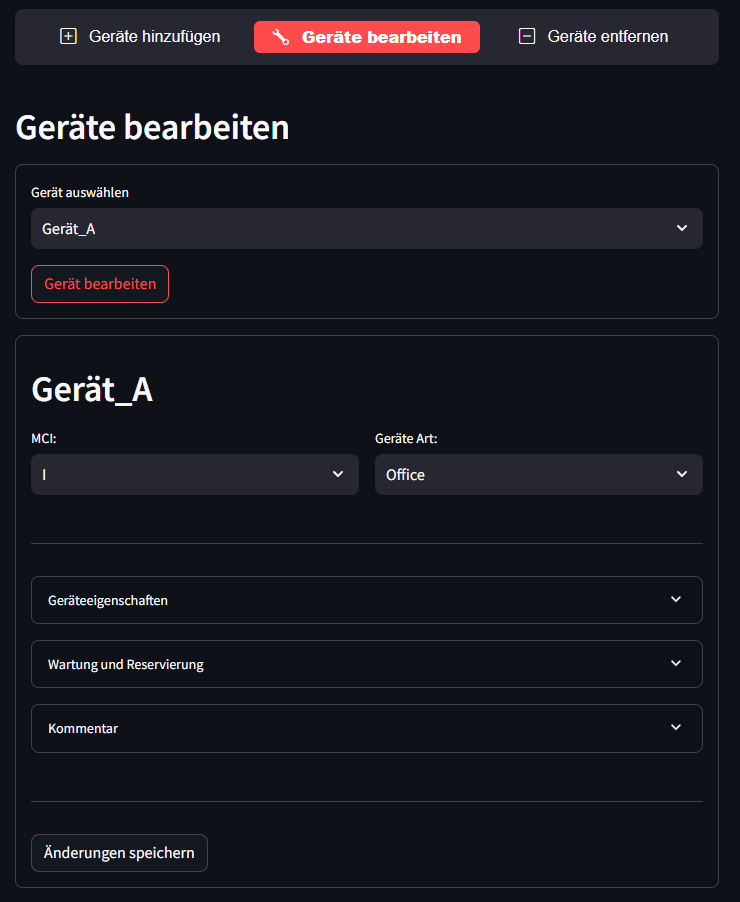 Geräte hinzufügen
Geräte bearbeiten
Geräte entfernen
Geräte bearbeiten
Gerät auswählen
Gerät_A
Gerät bearbeiten
Gerät_A
MCI:
Geräte Art:
I
Office
Geräteeigenschaften
Wartung und Reservierung
Kommentar
Änderungen speichern